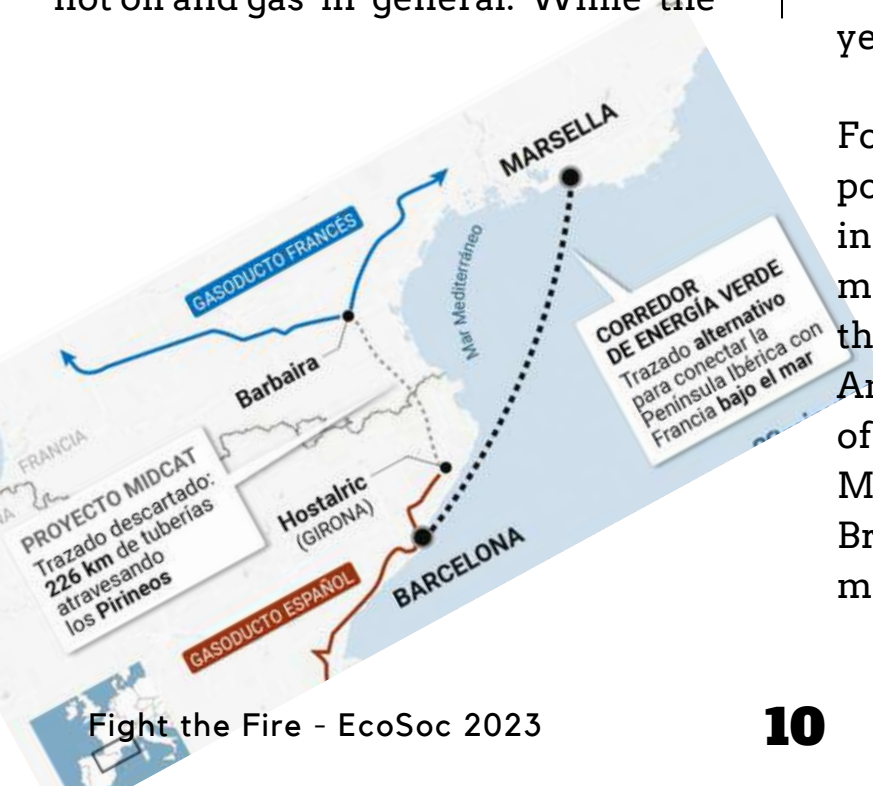 not oil and gas in general. While the
MARSELLA
GASODUCTO FRANCÉS
Mar Mediterráneo
CORREDOR
DE ENERGÍA VERDE
Trazado alternativo
para conectar la
Península Ibérica con
Francia bajo el mar
Barbaira
FRANCIA
PROYECTO MIDCAT
Trazado descartado:
226 km de tuberías
atravesando
los Pirineos
Hostalric
(GIRONA)
BARCELONA
GASODUCTO ESPAÑOL
Fight the Fire - EcoSoc 2023
10
ye
Fo
po
in
m
th
Ar
of
M
Br
m